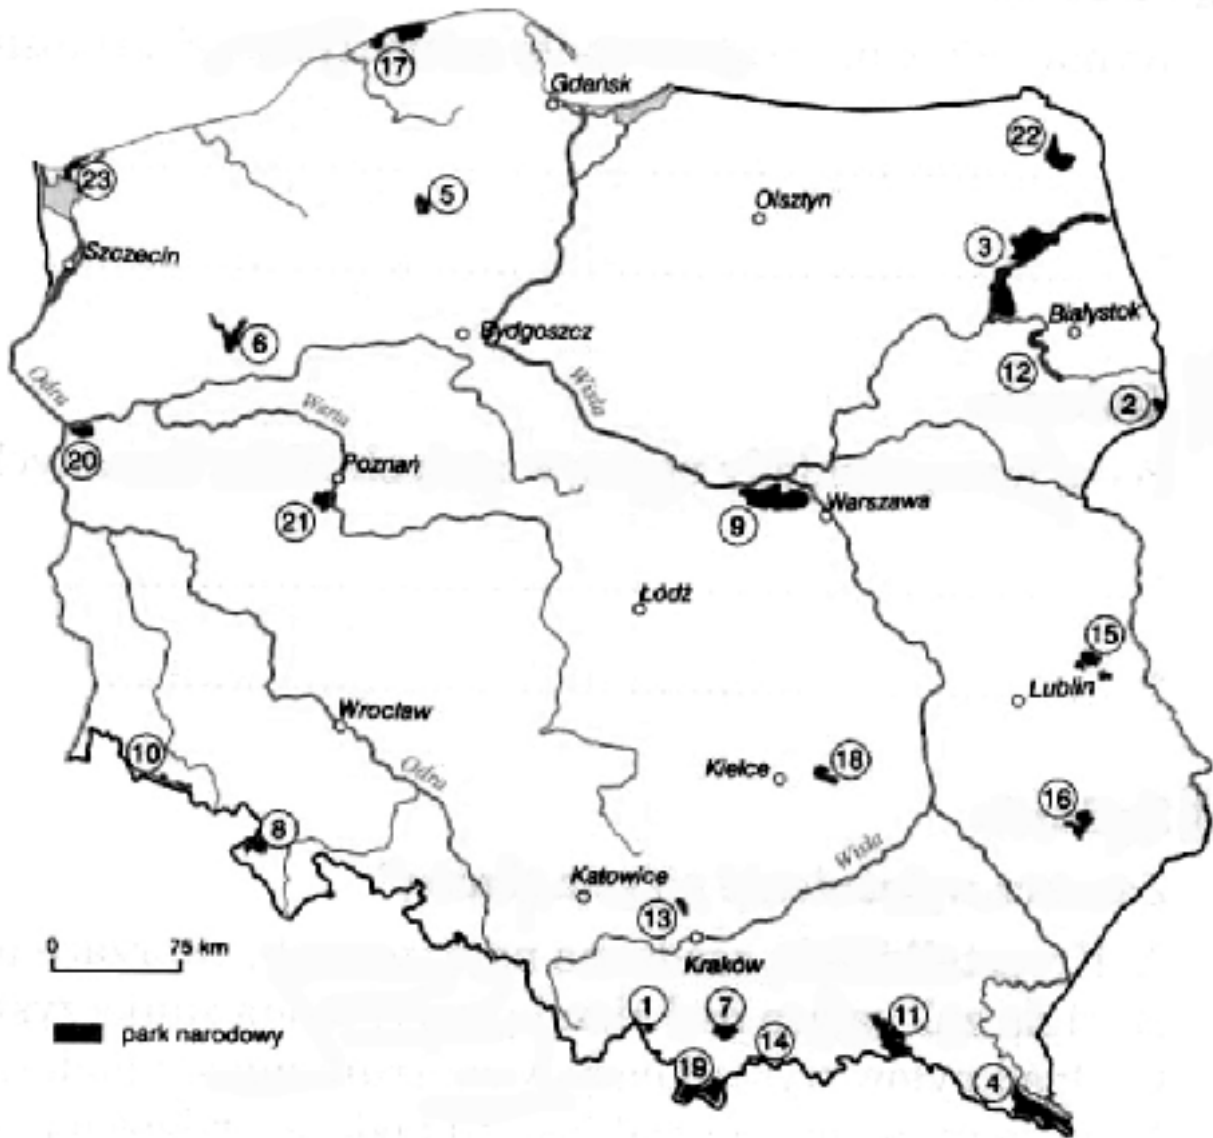 17
Gdańsk
22
23
5
Olsztyn
3
Szczecin
Białystok
6
Bydgoszcz
12
Odra
Wisła
Warta
2
20
Poznań
21
9
Warszawa
Łódź
15
Lublin
Wrocław
10
Odra
Kielce
18
16
8
Wisła
Katowice
13
0 75 km
Kraków
1
7
11
park narodowy
14
19
4